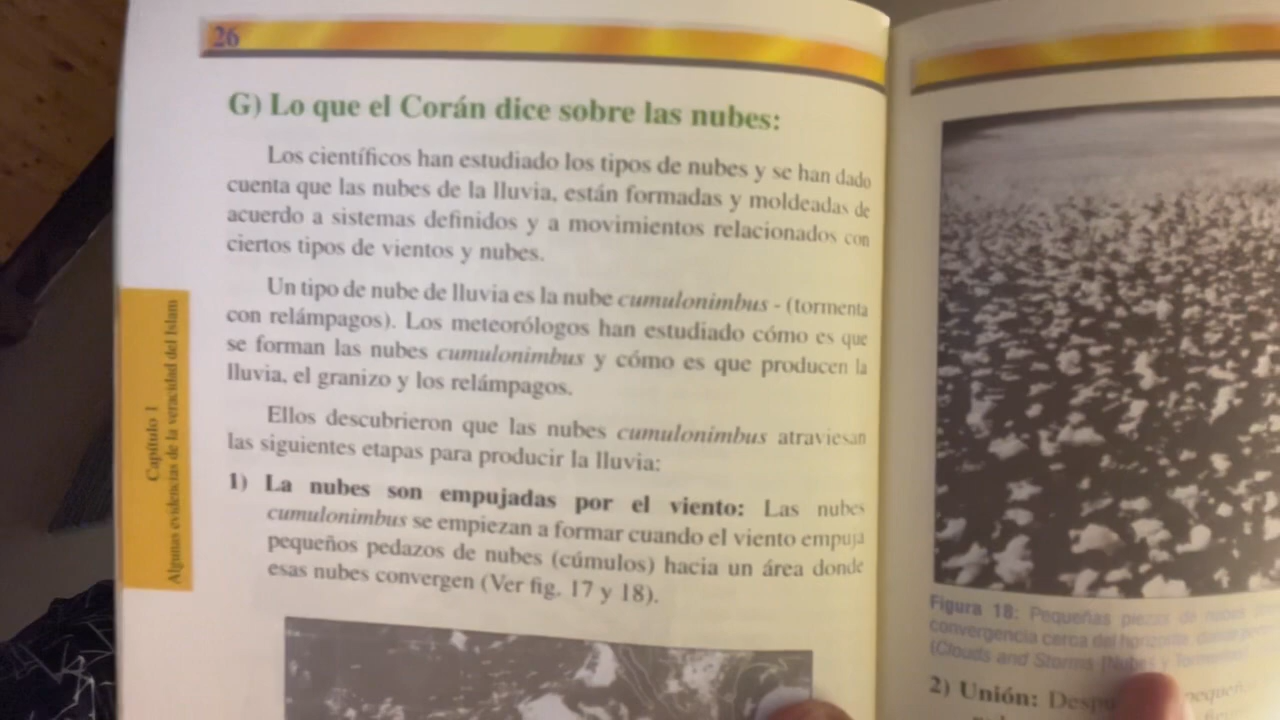 26
G) Lo que el Corán dice sobre las nubes:
Los científicos han estudiado los tipos de nubes y se han dado
cuenta que las nubes de la lluvia, están formadas y moldeadas de
acuerdo a sistemas definidos y a movimientos relacionados con
ciertos tipos de vientos y nubes.
Un tipo de nube de lluvia es la nube cumulonimbus - (tormenta
con relámpagos). Los meteorólogos han estudiado cómo es que
se forman las nubes cumulonimbus y cómo es que producen la
lluvia, el granizo y los relámpagos.
Ellos descubrieron que las nubes cumulonimbus atraviesan
las siguientes etapas para producir la lluvia:
1) La nubes son empujadas por el viento: Las nubes
cumulonimbus se empiezan a formar cuando el viento empuja
pequeños pedazos de nubes (cúmulos) hacia un área donde
esas nubes convergen (Ver fig. 17 y 18).
Capítulo 1
Algunas evidencias de la veracidad del Islam
Figura 18: Pequeñas piezas de nubes
convergencia cerca del horizonte
(Clouds and Storms [Nubes y Tormentas]
2) Unión: